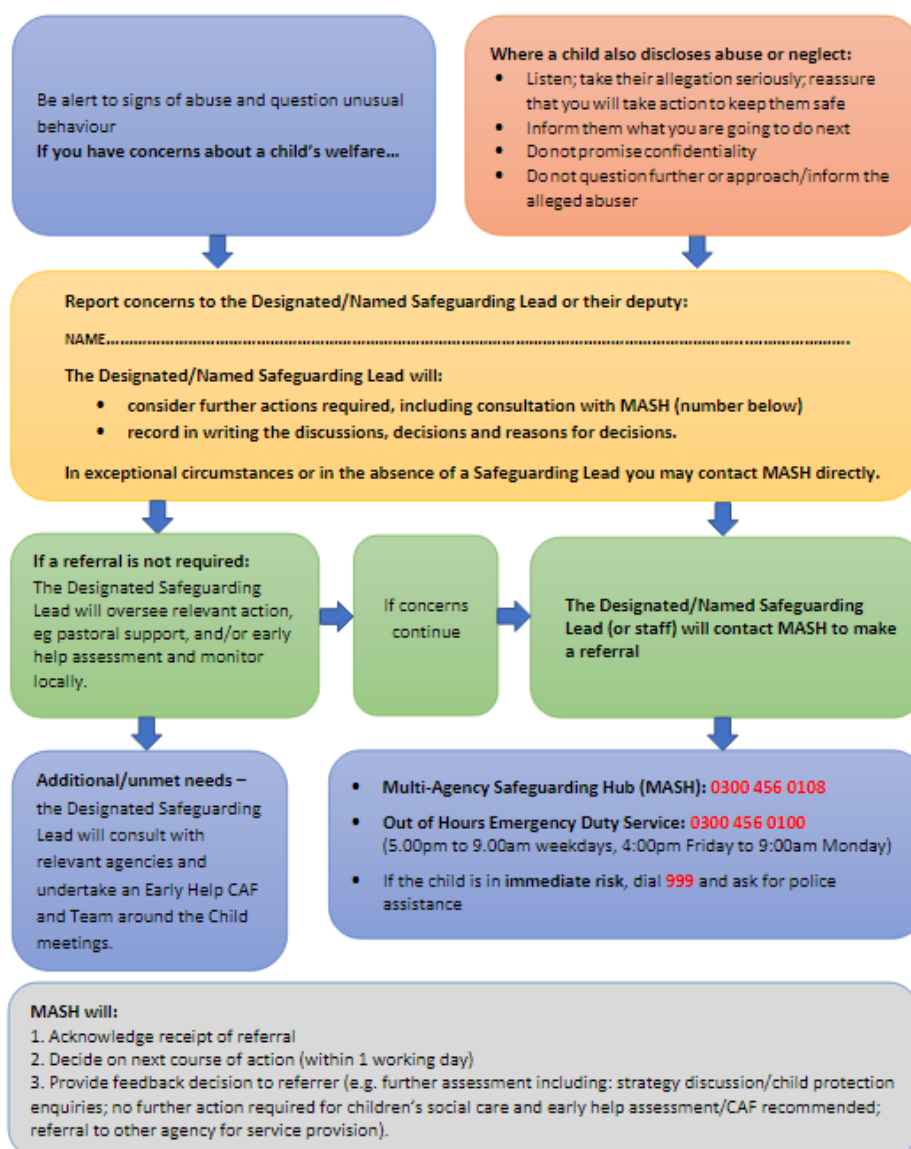 Be alert to signs of abuse and question unusual
behaviour
If you have concerns about a child's welfare...
Where a child also discloses abuse or neglect:
• Listen; take their allegation seriously; reassure
that you will take action to keep them safe
• Inform them what you are going to do next
• Do not promise confidentiality
• Do not question further or approach/inform the
alleged abuser
Report concerns to the Designated/Named Safeguarding Lead or their deputy:
NAME...............................................................................................................................
The Designated/Named Safeguarding Lead will:
• consider further actions required, including consultation with MASH (number below)
• record in writing the discussions, decisions and reasons for decisions.
In exceptional circumstances or in the absence of a Safeguarding Lead you may contact MASH directly.
If a referral is not required:
The Designated Safeguarding
Lead will oversee relevant action,
eg pastoral support, and/or early
help assessment and monitor
locally.
If concerns
continue
The Designated/Named Safeguarding
Lead (or staff) will contact MASH to make
a referral
Additional/unmet needs –
the Designated Safeguarding
Lead will consult with
relevant agencies and
undertake an Early Help CAF
and Team around the Child
meetings.
• Multi-Agency Safeguarding Hub (MASH): 0300 456 0108
• Out of Hours Emergency Duty Service: 0300 456 0100
(5.00pm to 9.00am weekdays, 4:00pm Friday to 9:00am Monday)
• If the child is in immediate risk, dial 999 and ask for police
assistance
MASH will:
1. Acknowledge receipt of referral
2. Decide on next course of action (within 1 working day)
3. Provide feedback decision to referrer (e.g. further assessment including: strategy discussion/child protection
enquiries; no further action required for children's social care and early help assessment/CAF recommended;
referral to other agency for service provision).